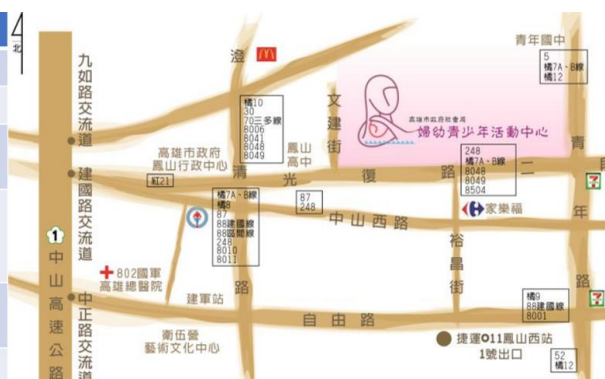 北
九如路交流道
建國路交流道
中正路交流道
1
中山高速公路
澄
清
路
橘10
30
70三多線
8006
8041
8048
8049
鳳山
高中
文建街
高雄市政府社會局
婦幼青少年活動中心
青年國中
5
橘7A、B線
橘12
青
年
路
二
高雄市政府
鳳山行政中心
紅21
光
復
路
248
橘7A、B線
8048
8049
8504
橘7A、B線
橘8
87
88建國線
88區間線
248
8010
8011
87
248
中山西路
家樂福
裕昌街
802國軍
高雄總醫院
建軍站
自由路
衛伍營
藝術文化中心
橘9
88建國線
8001
捷運O11鳳山西站
1號出口
52
橘12